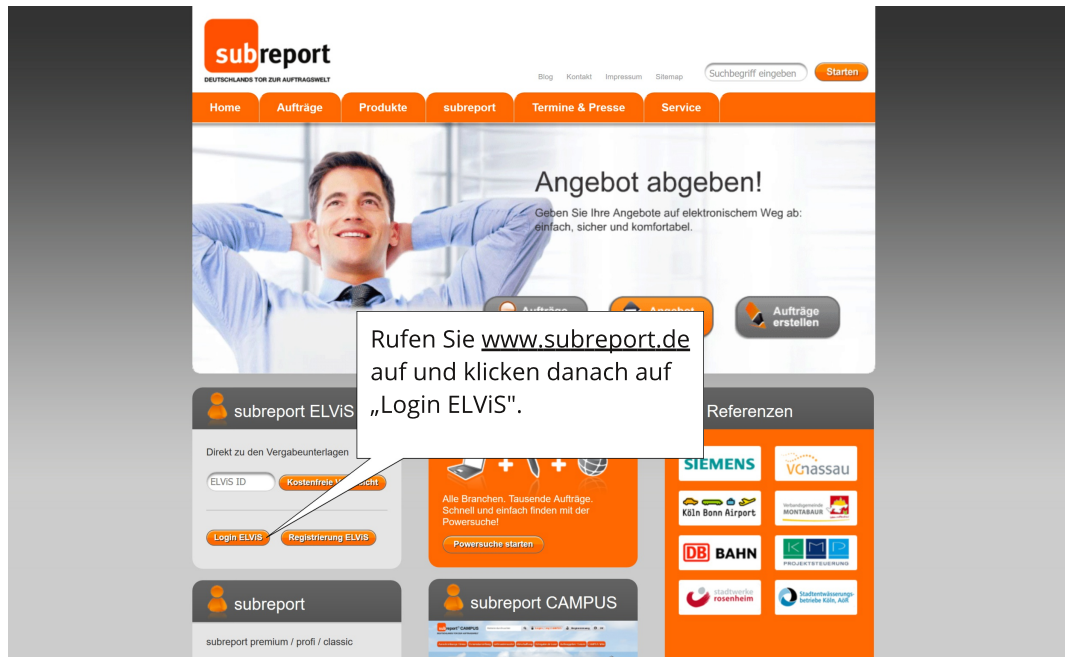 subreport
DEUTSCHLANDS TOR ZUR AUFTRAGSWELT
Blog Kontakt Impressum Sitemap
Suchbegriff eingeben
Starten
Home Aufträge Produkte subreport Termine & Presse Service
Angebot abgeben!
Geben Sie Ihre Angebote auf elektronischem Weg ab:
einfach, sicher und komfortabel.
Aufträge
Angebot
Aufträge
erstellen
Rufen Sie www.subreport.de
auf und klicken danach auf
„Login ELViS".
subreport ELViS
Direkt zu den Vergabeunterlagen
ELViS ID
Kostenfreie
Login ELViS
Registrierung ELViS
Alle Branchen. Tausende Aufträge.
Schnell und einfach finden mit der
Powersuche!
Powersuche starten
Referenzen
SIEMENS
nassau
Köln Bonn Airport
Verbandsgemeinde
MONTABAUR
DB BAHN
KMP
PROJEKTSTEUERUNG
stadtwerke
rosenheim
Stadtentwässerungs-
betriebe Köln, AöR
subreport
subreport premium / profi / classic
subreport CAMPUS